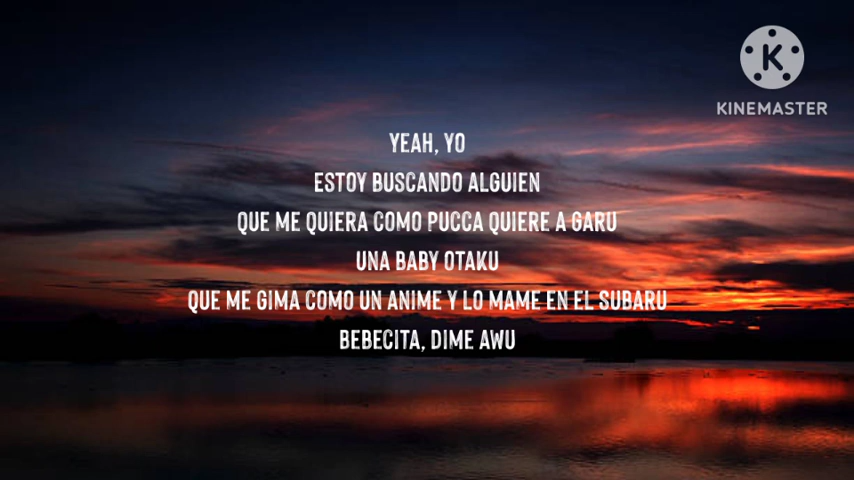 KINEMASTER
YEAH, YO
ESTOY BUSCANDO ALGUIEN
QUE ME QUIERA COMO PUCCA QUIERE A GARU
UNA BABY OTAKU
QUE ME GIMA COMO UN ANIME Y LO MAME EN EL SUBARU
BEBECITA, DIME AWU